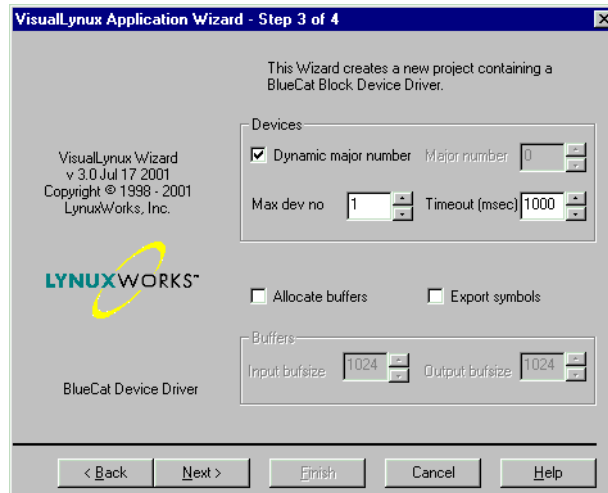 VisualLynux Application Wizard - Step 3 of 4
This Wizard creates a new project containing a
BlueCat Block Device Driver.
Devices
Dynamic major number Major number 0
Max dev no 1 Timeout (msec) 1000
VisualLynux Wizard
v 3.0 Jul 17 2001
Copyright © 1998 - 2001
LynuxWorks, Inc.
LYNUXWORKS™
BlueCat Device Driver
Allocate buffers Export symbols
Buffers
Input bufsize 1024 Output bufsize 1024
< Back Next > Finish Cancel Help